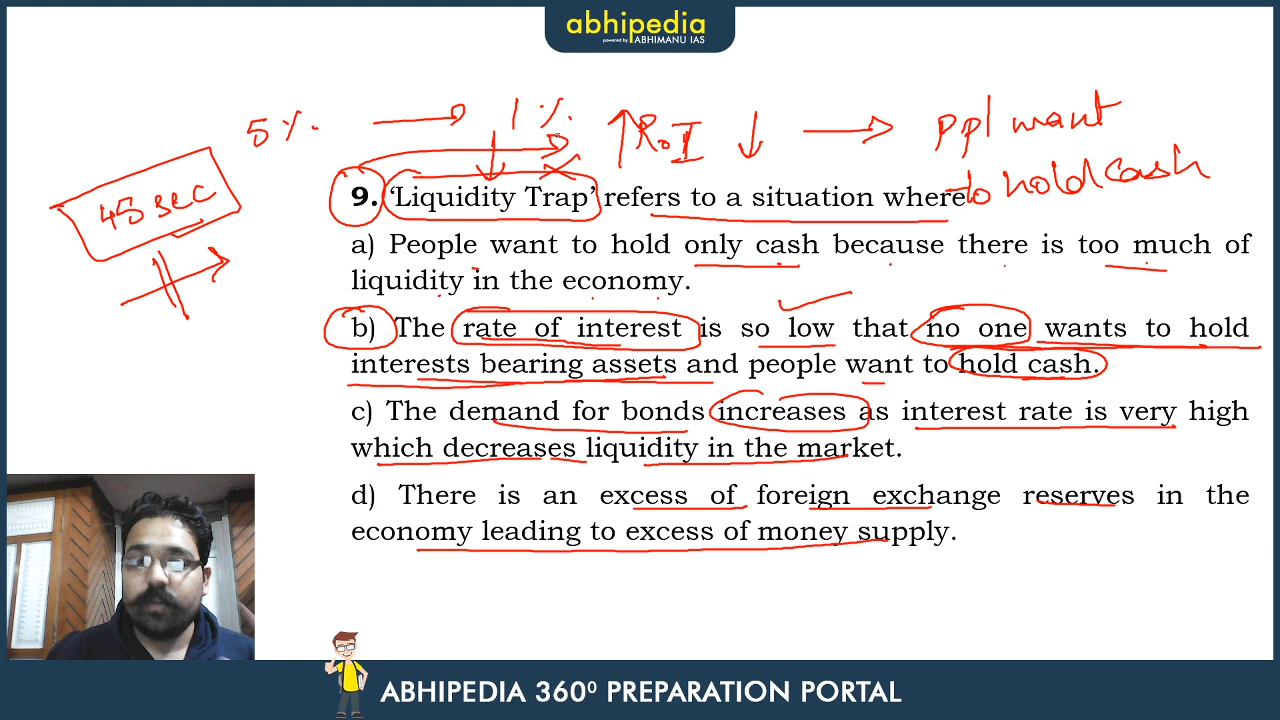 abhipedia
powered by ABHIMANU IAS
5%. → 1%. ↑RoI ↓ → ppl want
to hold cash
45 sec
9. ‘Liquidity Trap’ refers to a situation where
a) People want to hold only cash because there is too much of
liquidity in the economy.
b) The rate of interest is so low that no one wants to hold
interests bearing assets and people want to hold cash.
c) The demand for bonds increases as interest rate is very high
which decreases liquidity in the market.
d) There is an excess of foreign exchange reserves in the
economy leading to excess of money supply.
ABHIPEDIA 360⁰ PREPARATION PORTAL